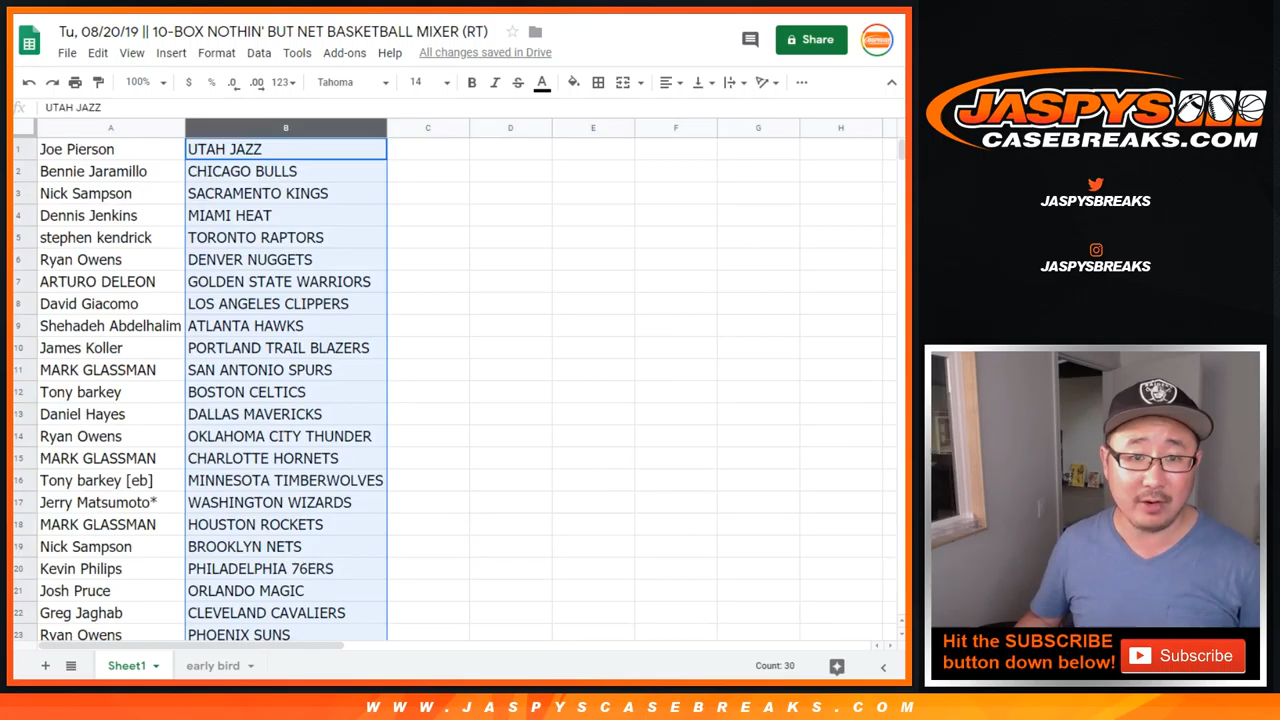 Tu, 08/20/19 || 10-BOX NOTHIN' BUT NET BASKETBALL MIXER (RT)
File Edit View Insert Format Data Tools Add-ons Help All changes saved in Drive
Share
100% $ % .0 .00 123 Tahoma 14 B I S A
fx UTAH JAZZ
A B C D E F G H
1 Joe Pierson UTAH JAZZ
2 Bennie Jaramillo CHICAGO BULLS
3 Nick Sampson SACRAMENTO KINGS
4 Dennis Jenkins MIAMI HEAT
5 stephen kendrick TORONTO RAPTORS
6 Ryan Owens DENVER NUGGETS
7 ARTURO DELEON GOLDEN STATE WARRIORS
8 David Giacomo LOS ANGELES CLIPPERS
9 Shehadeh Abdelhalim ATLANTA HAWKS
10 James Koller PORTLAND TRAIL BLAZERS
11 MARK GLASSMAN SAN ANTONIO SPURS
12 Tony barkey BOSTON CELTICS
13 Daniel Hayes DALLAS MAVERICKS
14 Ryan Owens OKLAHOMA CITY THUNDER
15 MARK GLASSMAN CHARLOTTE HORNETS
16 Tony barkey [eb] MINNESOTA TIMBERWOLVES
17 Jerry Matsumoto* WASHINGTON WIZARDS
18 MARK GLASSMAN HOUSTON ROCKETS
19 Nick Sampson BROOKLYN NETS
20 Kevin Philips PHILADELPHIA 76ERS
21 Josh Pruce ORLANDO MAGIC
22 Greg Jaghab CLEVELAND CAVALIERS
23 Ryan Owens PHOENIX SUNS
Sheet1 early bird Count: 30
JASPYS
CASEBREAKS.COM
JASPYSBREAKS
JASPYSBREAKS
Hit the SUBSCRIBE
button down below!
Subscribe
WWW.JASPYSCASEBREAKS.COM